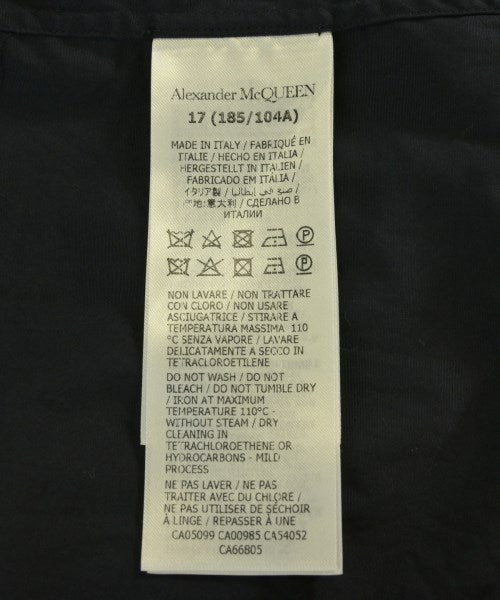 Alexander McQUEEN
17 (185/104A)
MADE IN ITALY / FABRIQUÉ EN
ITALIE / HECHO EN ITALIA /
HERGESTELLT IN ITALIEN /
FABRICADO EM ITALIA /
イタリア製 / صنع في إيطاليا /
产地:意大利 / СДЕЛАНО В
ИТАЛИИ
P
P
NON LAVARE / NON TRATTARE
CON CLORO / NON USARE
ASCIUGATRICE / STIRARE A
TEMPERATURA MASSIMA 110
°C SENZA VAPORE / LAVARE
DELICATAMENTE A SECCO IN
TETRACLOROETILENE
DO NOT WASH / DO NOT
BLEACH / DO NOT TUMBLE DRY
/ IRON AT MAXIMUM
TEMPERATURE 110°C -
WITHOUT STEAM / DRY
CLEANING IN
TETRACHLOROETHENE OR
HYDROCARBONS - MILD
PROCESS
NE PAS LAVER / NE PAS
TRAITER AVEC DU CHLORE /
NE PAS UTILISER DE SÉCHOIR
À LINGE / REPASSER À UNE
CA05099 CA00985 CA54052
CA66805